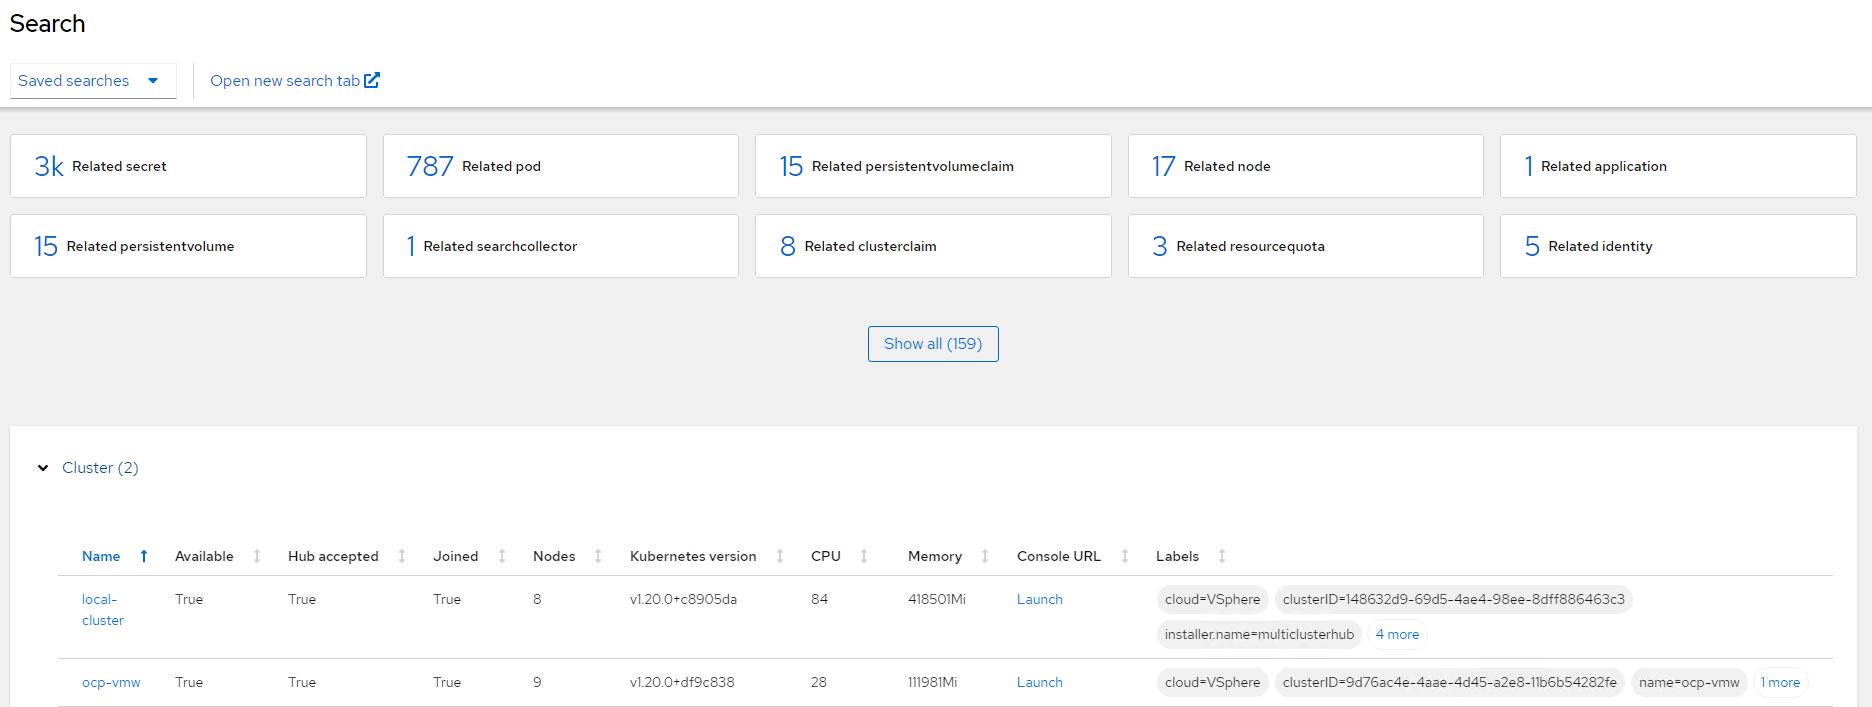 Search
Saved searches Open new search tab
3k Related secret 787 Related pod 15 Related persistentvolumeclaim 17 Related node 1 Related application
15 Related persistentvolume 1 Related searchcollector 8 Related clusterclaim 3 Related resourcequota 5 Related identity
Show all (159)
Cluster (2)
Name Available Hub accepted Joined Nodes Kubernetes version CPU Memory Console URL Labels
local- True True True 8 v1.20.0+c8905da 84 418501Mi Launch cloud=VSphere clusterID=148632d9-69d5-4ae4-98ee-8dff886463c3
cluster
installer.name=multiclusterhub 4 more
ocp-vmw True True True 9 v1.20.0+df9c838 28 111981Mi Launch cloud=VSphere clusterID=9d76ac4e-4aae-4d45-a2e8-11b6b54282fe name=ocp-vmw 1 more